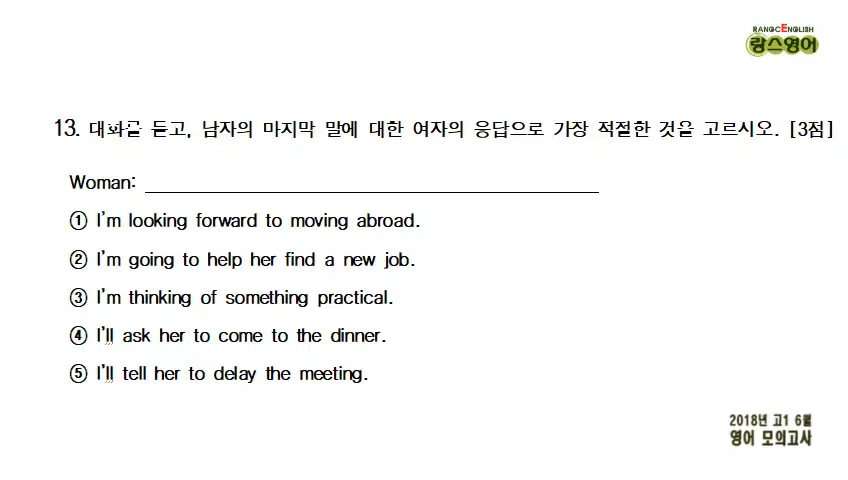 RANGCENGLISH
랑스영어
13. 대화를 듣고, 남자의 마지막 말에 대한 여자의 응답으로 가장 적절한 것을 고르시오. [3점]
Woman:
① I'm looking forward to moving abroad.
② I'm going to help her find a new job.
③ I'm thinking of something practical.
④ I'll ask her to come to the dinner.
⑤ I'll tell her to delay the meeting.
2018년 고1 6월
영어 모의고사